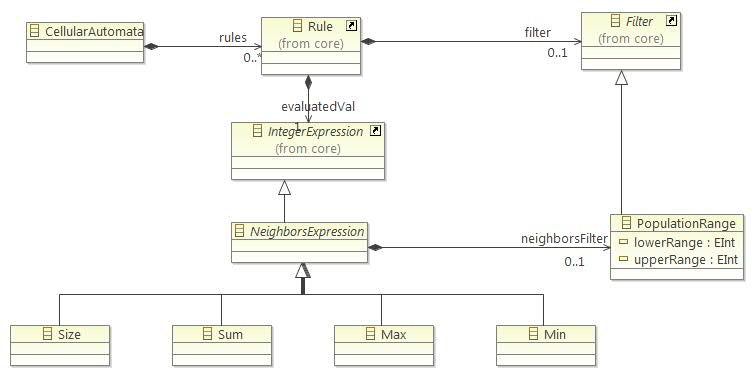 CellularAutomata
Rule
(from core)
Filter
(from core)
rules
0..*
filter
0..1
evaluatedVal
1
IntegerExpression
(from core)
NeighborsExpression
neighborsFilter
0..1
PopulationRange
lowerRange : EInt
upperRange : EInt
Size
Sum
Max
Min